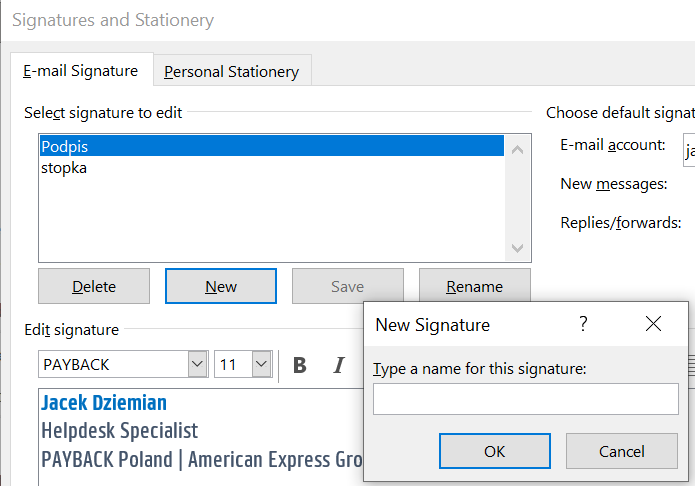 Signatures and Stationery
E-mail Signature
Personal Stationery
Select signature to edit
Choose default signat
Podpis
stopka
E-mail account:
ja
New messages:
Replies/forwards:
Delete
New
Save
Rename
Edit signature
PAYBACK
11
B
I
Jacek Dziemian
Helpdesk Specialist
PAYBACK Poland | American Express Gro
New Signature
?
Type a name for this signature:
OK
Cancel